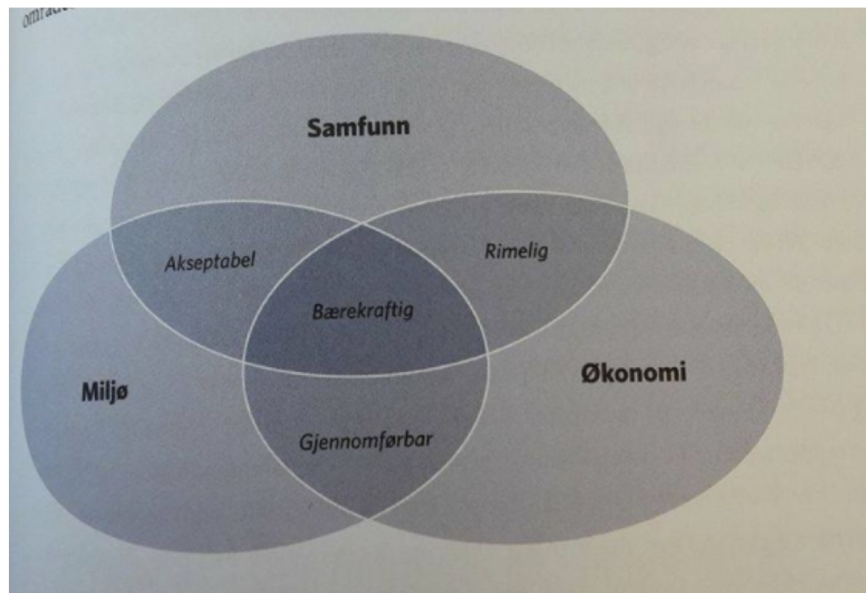 Samfunn
Akseptabel
Rimelig
Bærekraftig
Miljø
Økonomi
Gjennomførbar